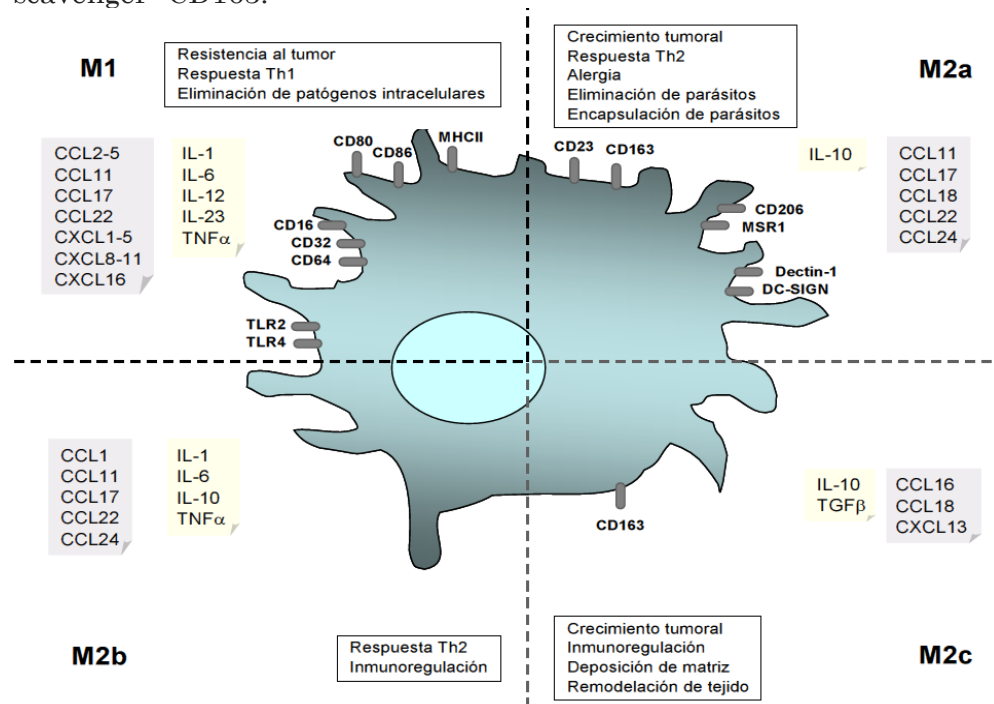 scavenger CD163.
M1
Resistencia al tumor
Respuesta Th1
Eliminación de patógenos intracelulares
Crecimiento tumoral
Respuesta Th2
Alergia
Eliminación de parásitos
Encapsulación de parásitos
M2a
CCL2-5
CCL11
CCL17
CCL22
CXCL1-5
CXCL8-11
CXCL16
IL-1
IL-6
IL-12
IL-23
TNFα
CD80
CD86
MHCII
CD16
CD32
CD64
TLR2
TLR4
CD23
CD163
CD206
MSR1
Dectin-1
DC-SIGN
IL-10
CCL11
CCL17
CCL18
CCL22
CCL24
CCL1
CCL11
CCL17
CCL22
CCL24
IL-1
IL-6
IL-10
TNFα
CD163
IL-10
TGFβ
CCL16
CCL18
CXCL13
M2b
Respuesta Th2
Inmunoregulación
Crecimiento tumoral
Inmunoregulación
Deposición de matriz
Remodelación de tejido
M2c